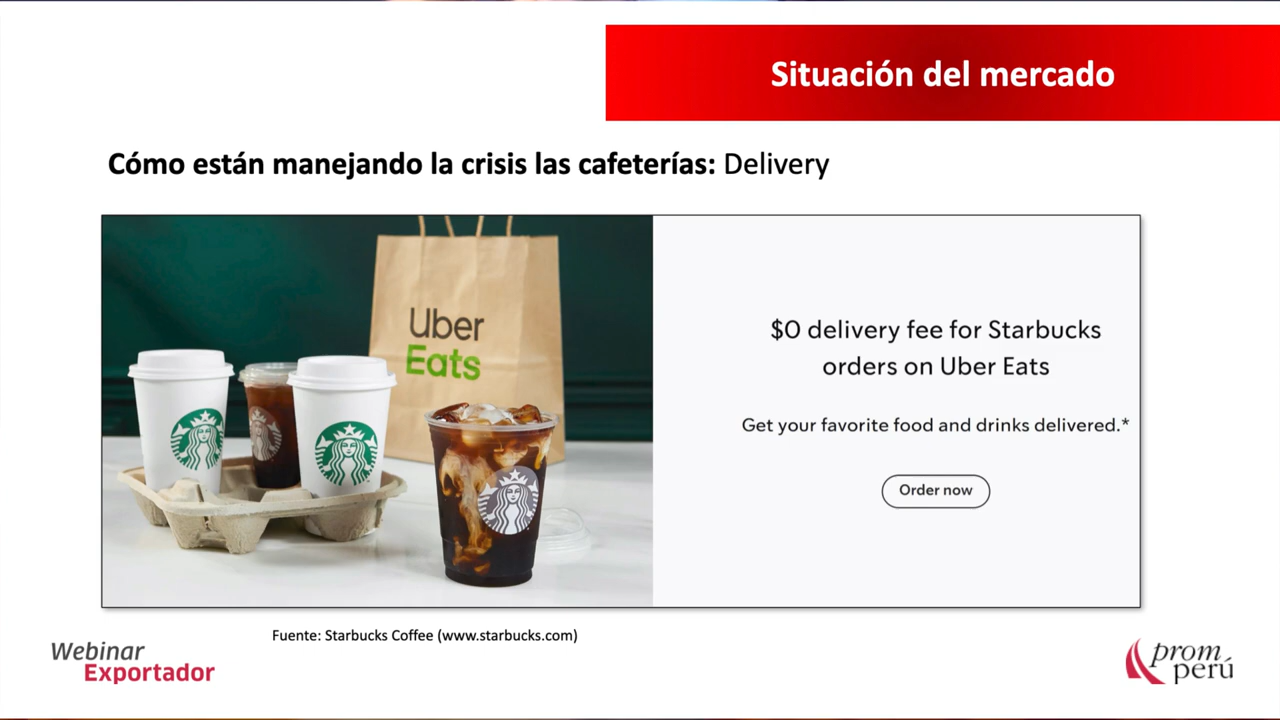 Situación del mercado
Cómo están manejando la crisis las cafeterías: Delivery
Uber
Eats
$0 delivery fee for Starbucks
orders on Uber Eats
Get your favorite food and drinks delivered.*
Order now
Fuente: Starbucks Coffee (www.starbucks.com)
Webinar
Exportador
prom
perú